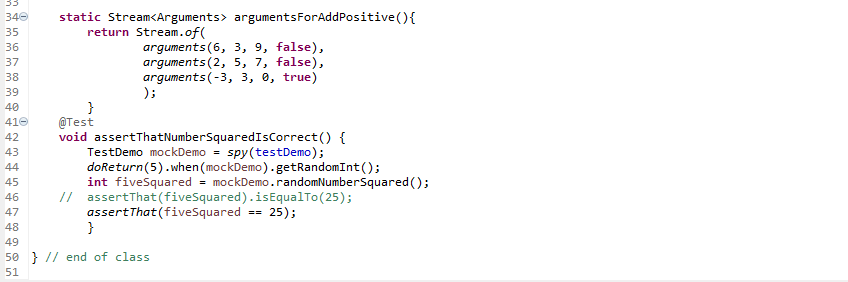 33
34 static Stream<Arguments> argumentsForAddPositive(){
35 return Stream.of(
36 arguments(6, 3, 9, false),
37 arguments(2, 5, 7, false),
38 arguments(-3, 3, 0, true)
39 );
40 }
41 @Test
42 void assertThatNumberSquaredIsCorrect() {
43 TestDemo mockDemo = spy(testDemo);
44 doReturn(5).when(mockDemo).getRandomInt();
45 int fiveSquared = mockDemo.randomNumberSquared();
46 // assertThat(fiveSquared).isEqualTo(25);
47 assertThat(fiveSquared == 25);
48 }
49
50 } // end of class
51